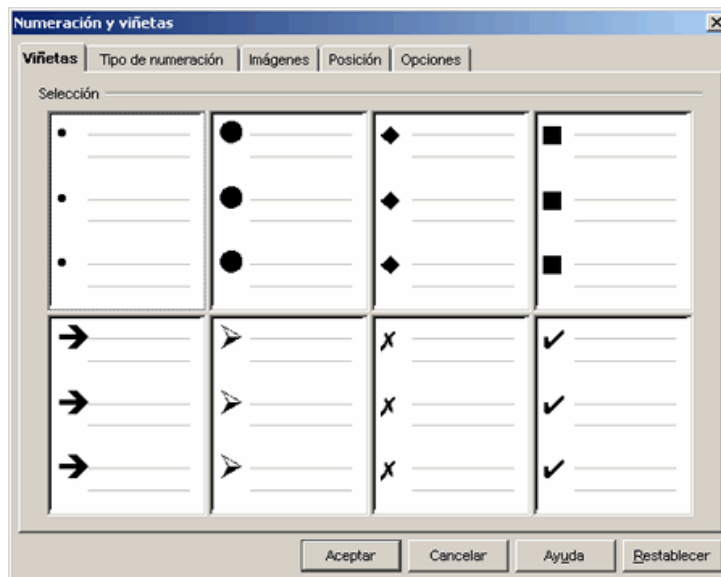 Numeración y viñetas
Viñetas Tipo de numeración Imágenes Posición Opciones
Selección
Aceptar Cancelar Ayuda Restablecer